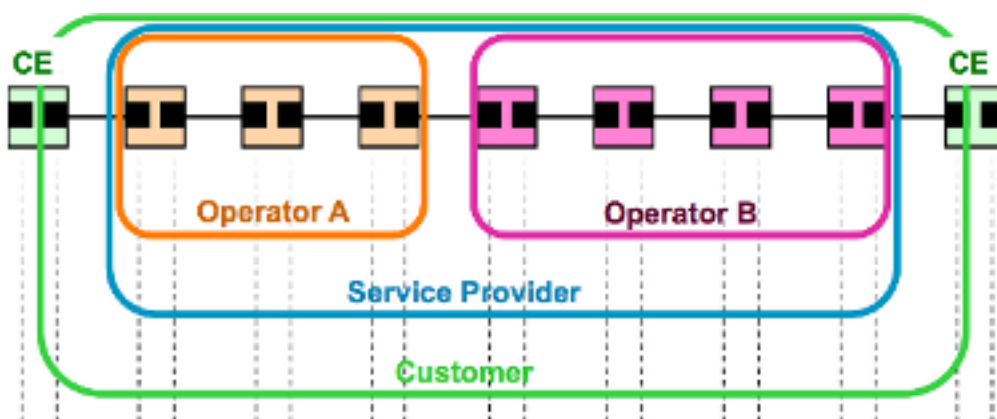 CE
CE
Operator A
Operator B
Service Provider
Customer